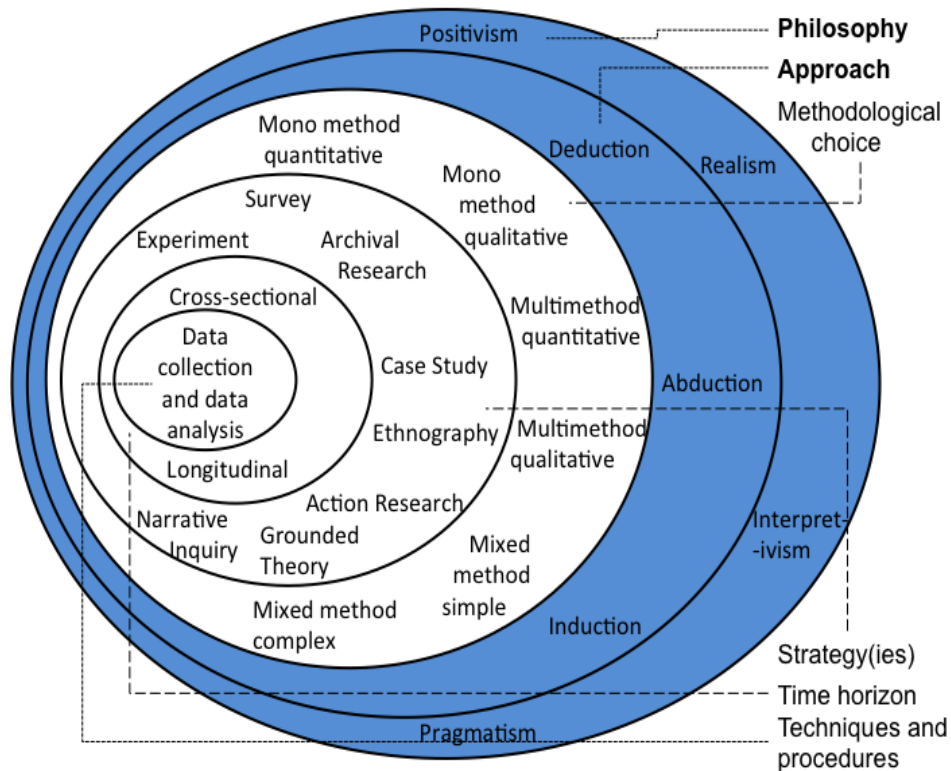 Positivism
Philosophy
Approach
Methodological
choice
Deduction
Realism
Mono method
quantitative
Mono
method
qualitative
Survey
Experiment
Archival
Research
Cross-sectional
Multimethod
quantitative
Data
collection
and data
analysis
Case Study
Abduction
Ethnography
Multimethod
qualitative
Longitudinal
Action Research
Narrative
Inquiry
Grounded
Theory
Interpret-
-ivism
Mixed
method
simple
Mixed method
complex
Induction
Strategy(ies)
Time horizon
Pragmatism
Techniques and
procedures